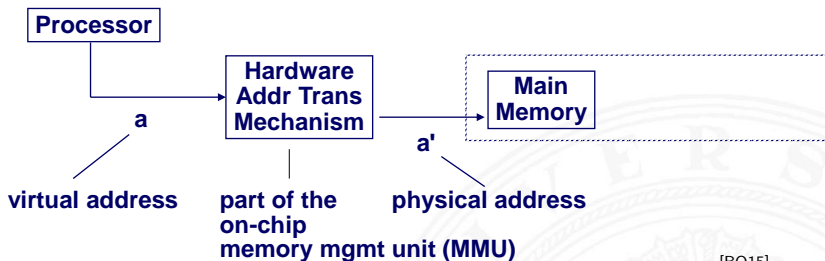 Processor
Hardware
Addr Trans
Mechanism
Main
Memory
a
a'
virtual address
part of the
on-chip
memory mgmt unit (MMU)
physical address
V E R S